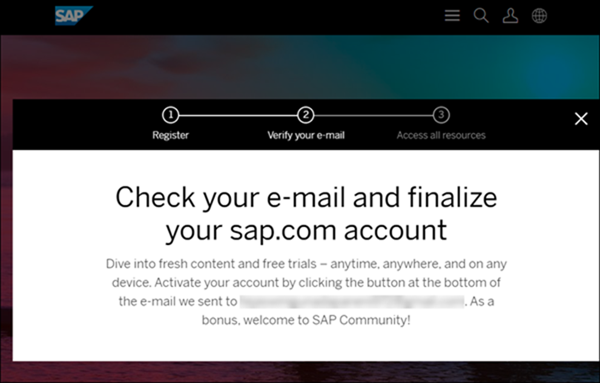 SAP
1 2 3
Register Verify your e-mail Access all resources
Check your e-mail and finalize
your sap.com account
Dive into fresh content and free trials – anytime, anywhere, and on any
device. Activate your account by clicking the button at the bottom of
the e-mail we sent to . As a
bonus, welcome to SAP Community!